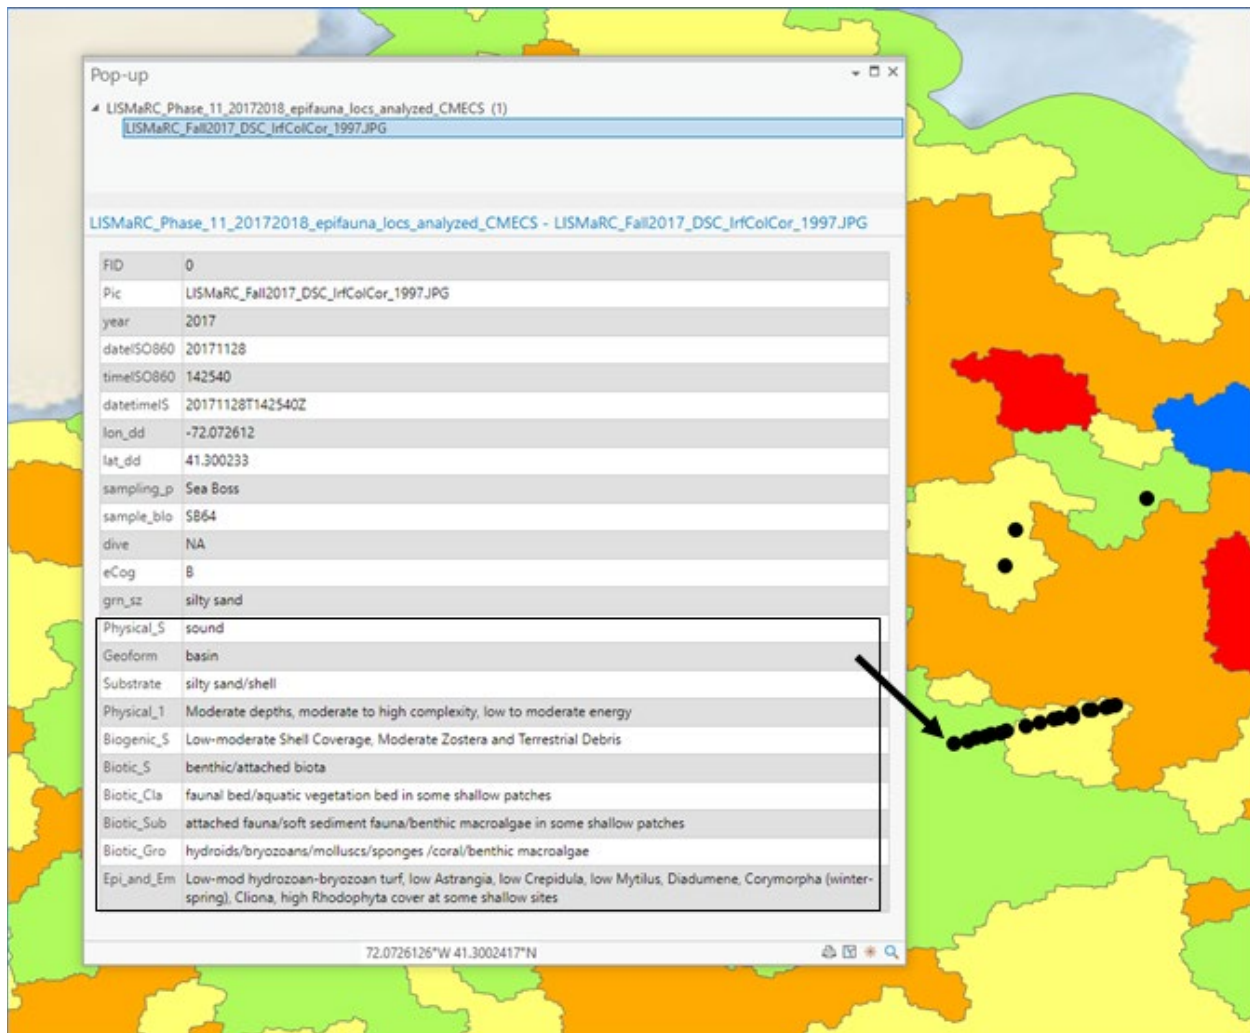 Pop-up
LISMaRC_Phase_11_20172018_epifauna_locs_analyzed_CMECS (1)
LISMaRC_Fall2017_DSC_IrfColCor_1997.JPG
LISMaRC_Phase_11_20172018_epifauna_locs_analyzed_CMECS - LISMaRC_Fall2017_DSC_IrfColCor_1997.JPG
FID 0
Pic LISMaRC_Fall2017_DSC_IrfColCor_1997.JPG
year 2017
dateISO860 20171128
timeISO860 142540
datetimeIS 20171128T142540Z
lon_dd -72.072612
lat_dd 41.300233
sampling_p Sea Boss
sample_blo SB64
dive NA
eCog B
grn_sz silty sand
Physical_S sound
Geoform basin
Substrate silty sand/shell
Physical_1 Moderate depths, moderate to high complexity, low to moderate energy
Biogenic_S Low-moderate Shell Coverage, Moderate Zostera and Terrestrial Debris
Biotic_S benthic/attached biota
Biotic_Cla faunal bed/aquatic vegetation bed in some shallow patches
Biotic_Sub attached fauna/soft sediment fauna/benthic macroalgae in some shallow patches
Biotic_Gro hydroids/bryozoans/molluscs/sponges /coral/benthic macroalgae
Epi_and_Em Low-mod hydrozoan-bryozoan turf, low Astrangia, low Crepidula, low Mytilus, Diadumene, Corymorpha (winter-
spring), Cliona, high Rhodophyta cover at some shallow sites
72.0726126°W 41.3002417°N